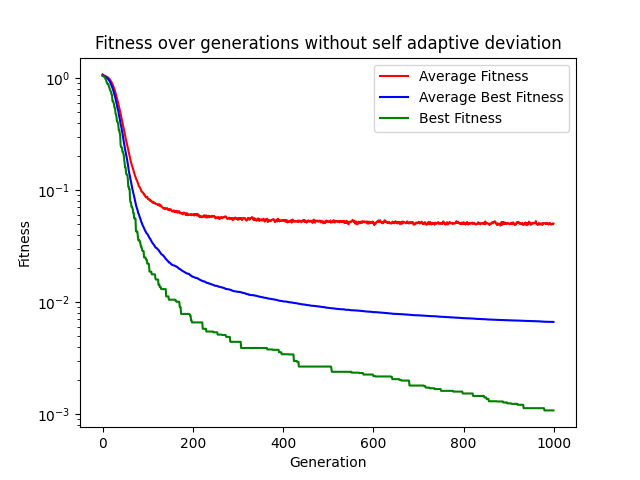 Fitness over generations without self adaptive deviation
Average Fitness
Average Best Fitness
Best Fitness
Fitness
10⁰
10⁻¹
10⁻²
10⁻³
0
200
400
600
800
1000
Generation